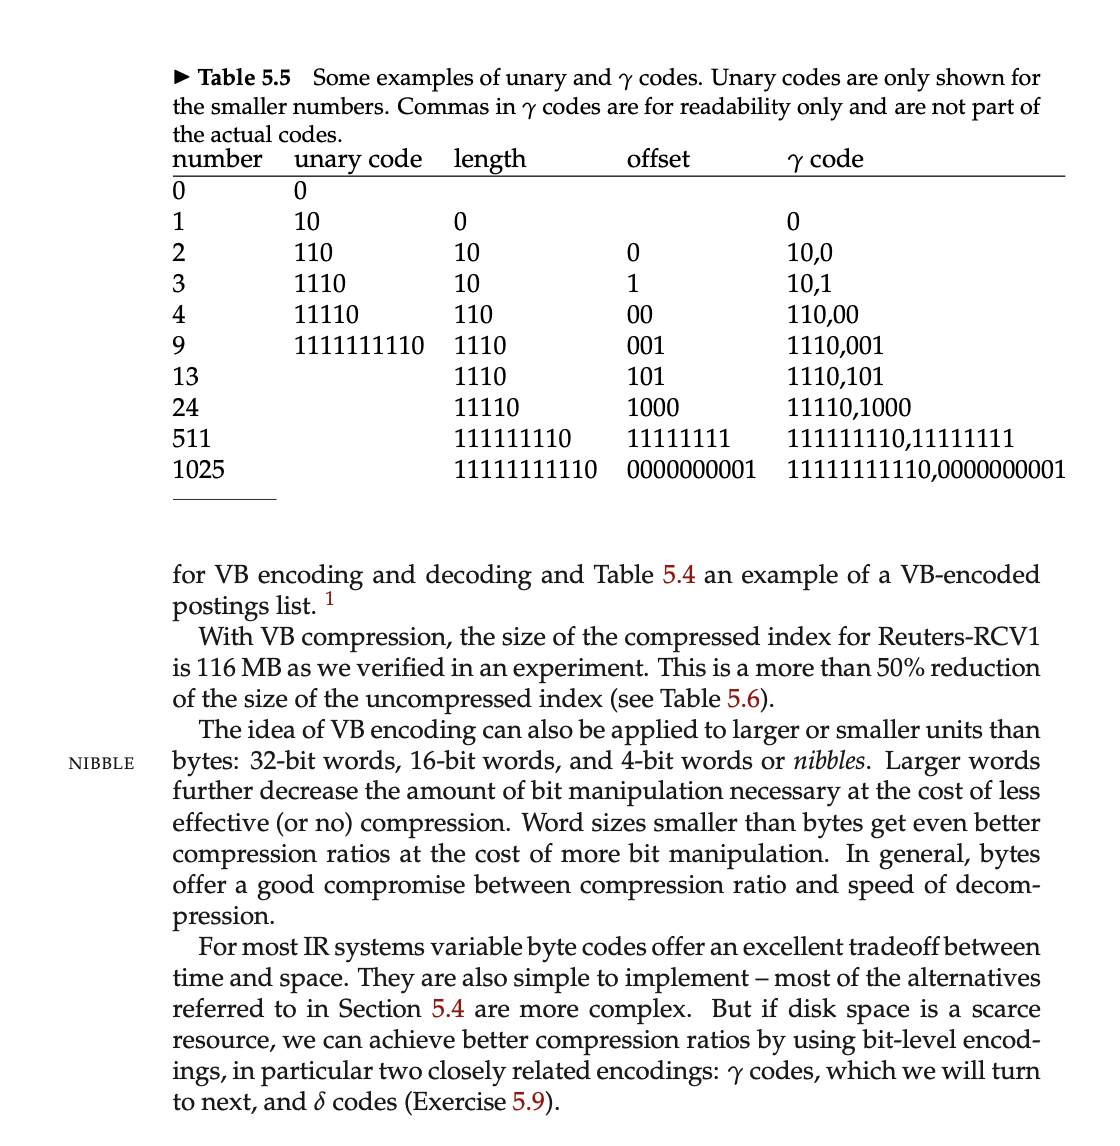 ► Table 5.5 Some examples of unary and γ codes. Unary codes are only shown for
the smaller numbers. Commas in γ codes are for readability only and are not part of
the actual codes.
number unary code length offset γ code
0 0
1 10 0 0
2 110 10 0 10,0
3 1110 10 1 10,1
4 11110 110 00 110,00
9 1111111110 1110 001 1110,001
13 1110 101 1110,101
24 11110 1000 11110,1000
511 111111110 11111111 111111110,11111111
1025 11111111110 0000000001 11111111110,0000000001
for VB encoding and decoding and Table 5.4 an example of a VB-encoded
postings list. 1
With VB compression, the size of the compressed index for Reuters-RCV1
is 116 MB as we verified in an experiment. This is a more than 50% reduction
of the size of the uncompressed index (see Table 5.6).
The idea of VB encoding can also be applied to larger or smaller units than
NIBBLE bytes: 32-bit words, 16-bit words, and 4-bit words or nibbles. Larger words
further decrease the amount of bit manipulation necessary at the cost of less
effective (or no) compression. Word sizes smaller than bytes get even better
compression ratios at the cost of more bit manipulation. In general, bytes
offer a good compromise between compression ratio and speed of decom-
pression.
For most IR systems variable byte codes offer an excellent tradeoff between
time and space. They are also simple to implement – most of the alternatives
referred to in Section 5.4 are more complex. But if disk space is a scarce
resource, we can achieve better compression ratios by using bit-level encod-
ings, in particular two closely related encodings: γ codes, which we will turn
to next, and δ codes (Exercise 5.9).